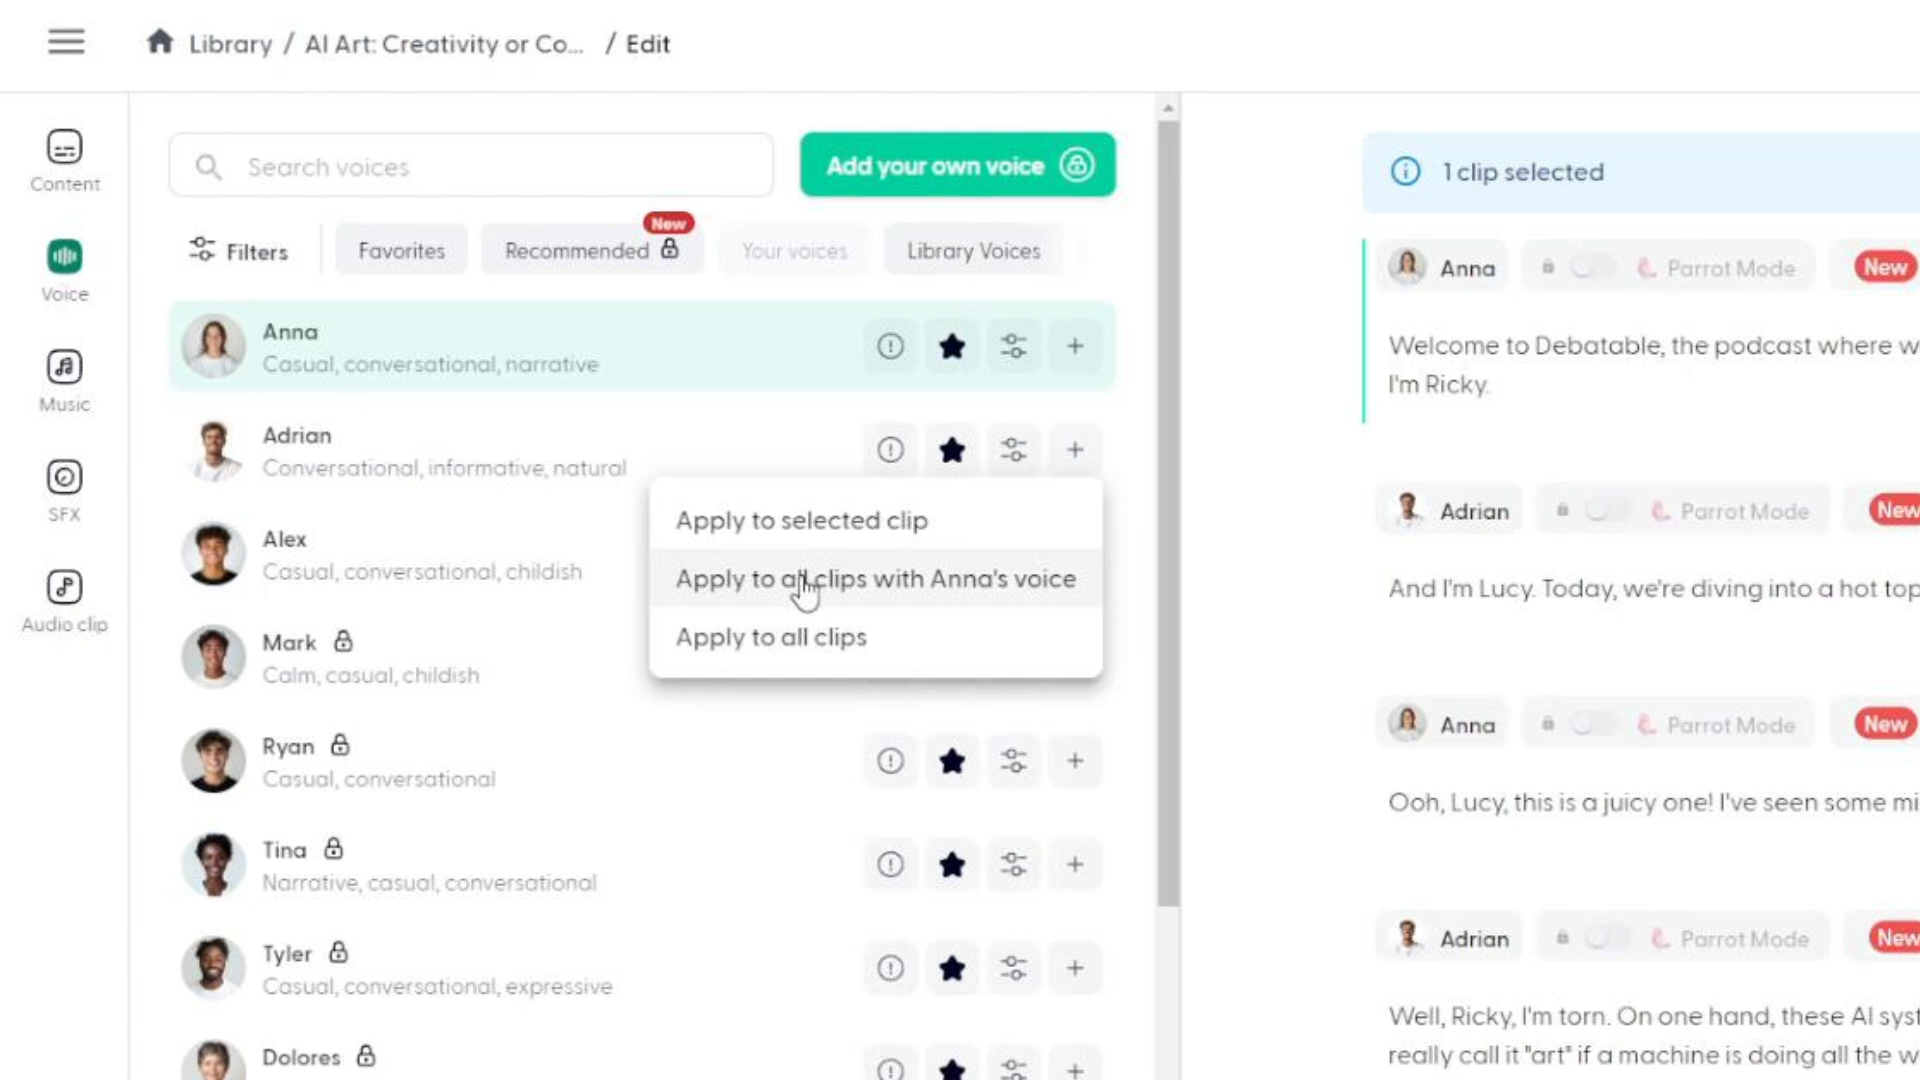 Library / AI Art: Creativity or Co... / Edit
Content
Voice
Music
SFX
Audio clip
Search voices
Add your own voice
Filters
Favorites
Recommended
New
Your voices
Library Voices
Anna
Casual, conversational, narrative
Adrian
Conversational, informative, natural
Alex
Casual, conversational, childish
Mark
Calm, casual, childish
Ryan
Casual, conversational
Tina
Narrative, casual, conversational
Tyler
Casual, conversational, expressive
Dolores
Apply to selected clip
Apply to all clips with Anna's voice
Apply to all clips
1 clip selected
Anna Parrot Mode New
Welcome to Debatable, the podcast where w
I'm Ricky.
Adrian Parrot Mode New
And I'm Lucy. Today, we're diving into a hot top
Anna Parrot Mode New
Ooh, Lucy, this is a juicy one! I've seen some mi
Adrian Parrot Mode New
Well, Ricky, I'm torn. On one hand, these AI syst
really call it "art" if a machine is doing all the w